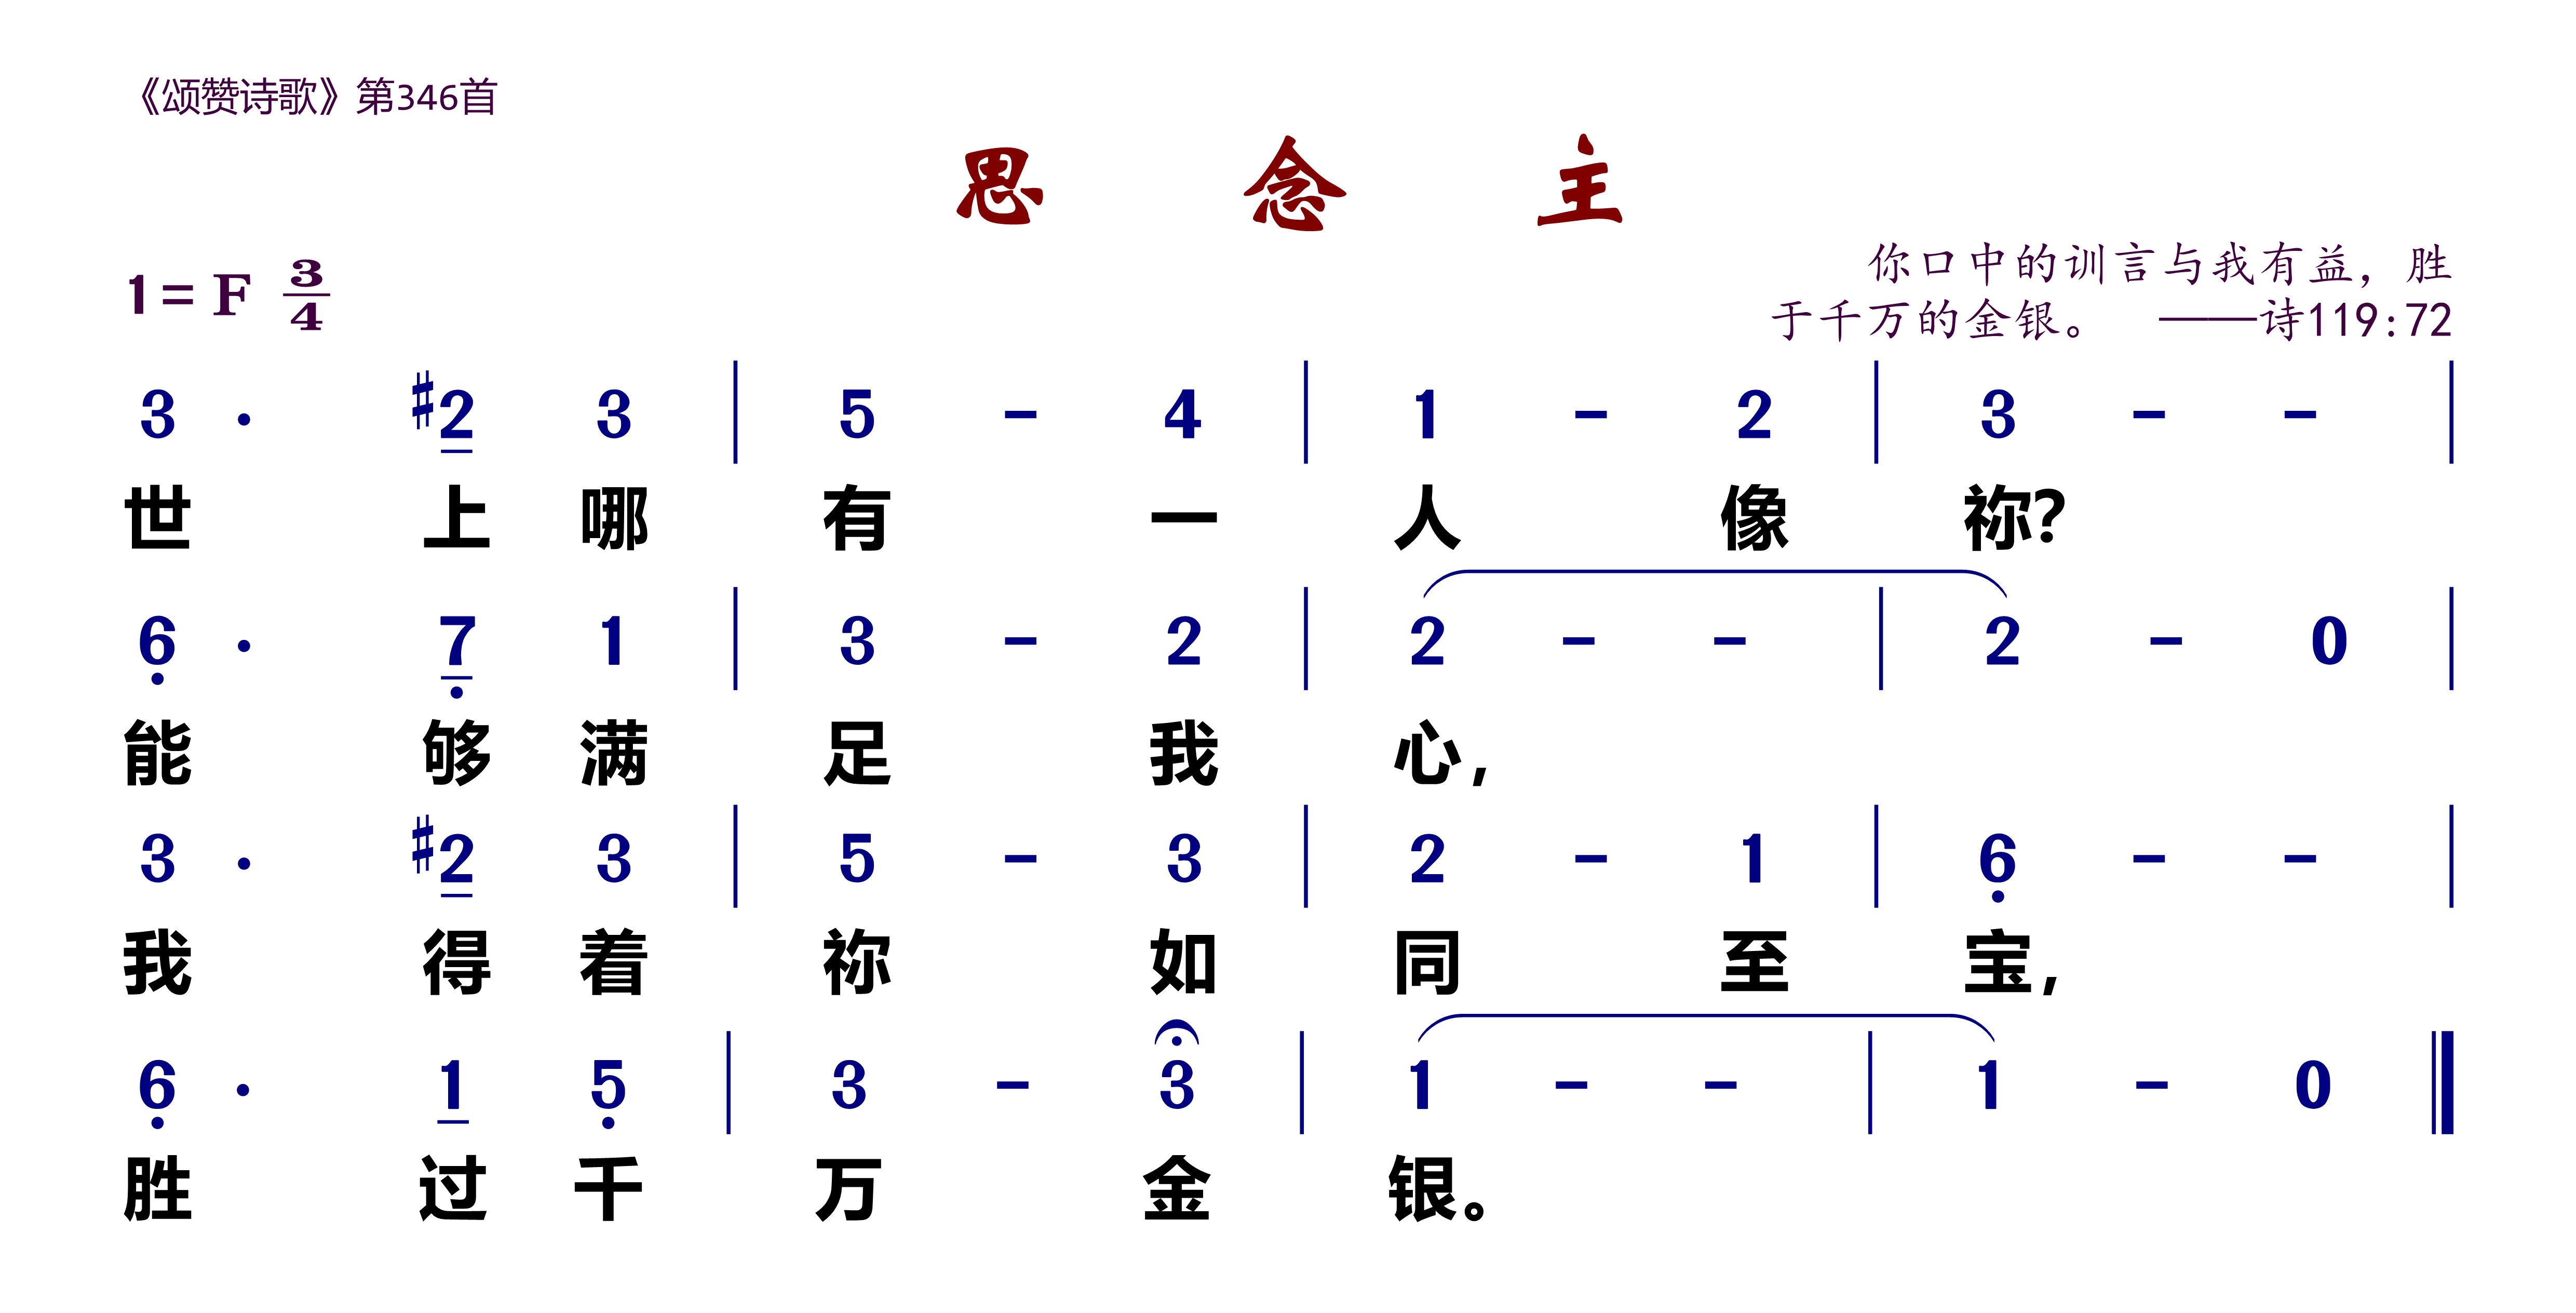 《颂赞诗歌》第346首
思 念 主
1= F 3/4
你口中的训言与我有益，胜
于千万的金银。 ——诗119:72
3 · #2 3 | 5 - 4 | 1 - 2 | 3 - - |
世 上 哪 有 一 人 像 祢?
6 · 7 1 | 3 - 2 | 2 - - | 2 - 0 |
能 够 满 足 我 心,
3 · #2 3 | 5 - 3 | 2 - 1 | 6 - - |
我 得 着 祢 如 同 至 宝,
6 · 1 5 | 3 - 3 | 1 - - | 1 - 0 ‖
胜 过 千 万 金 银。